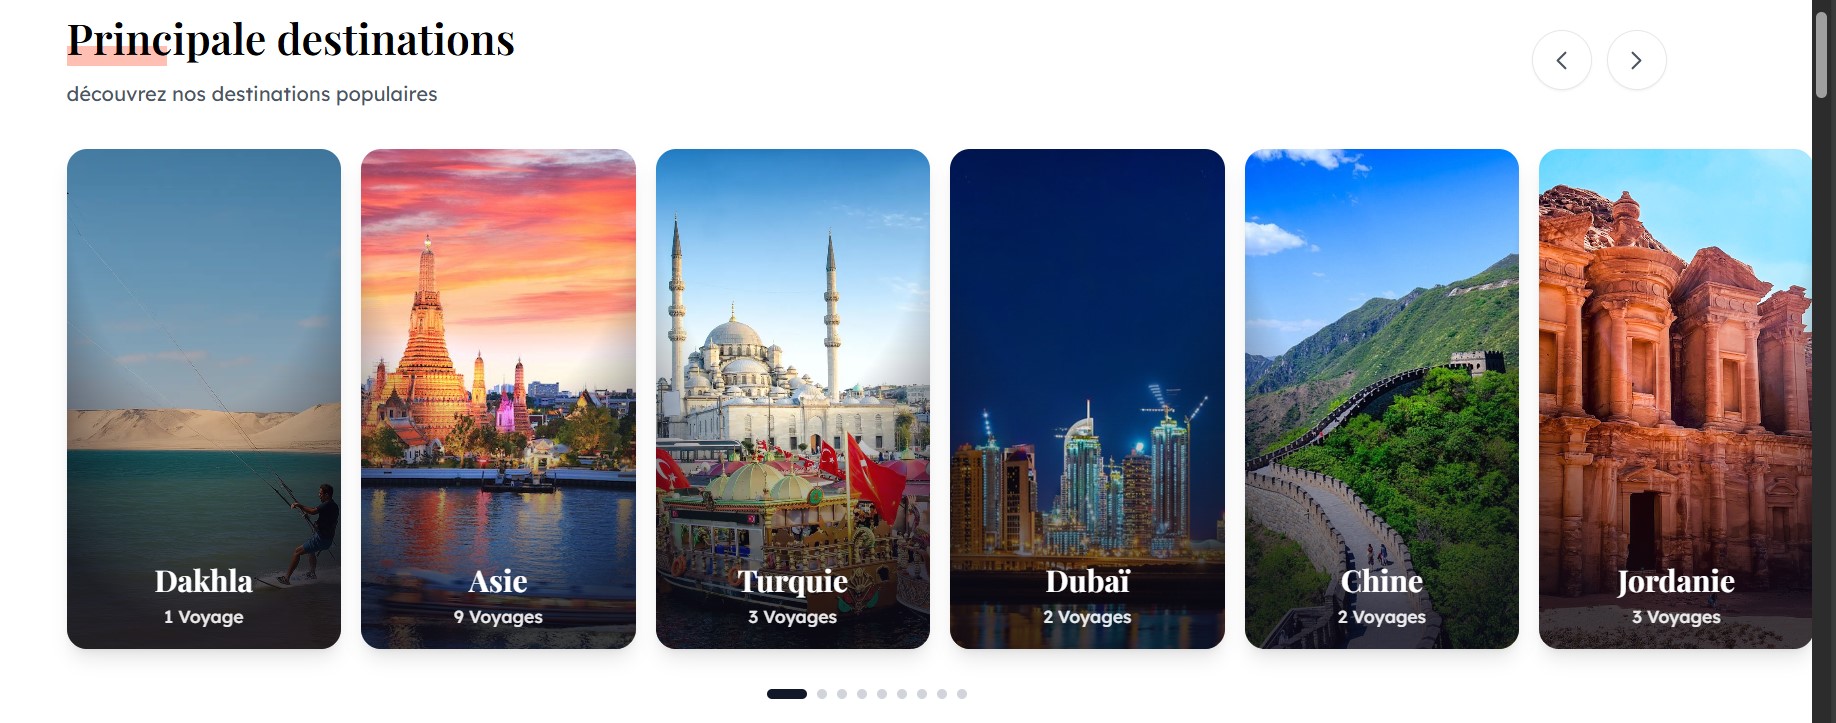 Principale destinations
découvrez nos destinations populaires
Dakhla
1 Voyage
Asie
9 Voyages
Turquie
3 Voyages
Dubaï
2 Voyages
Chine
2 Voyages
Jordanie
3 Voyages